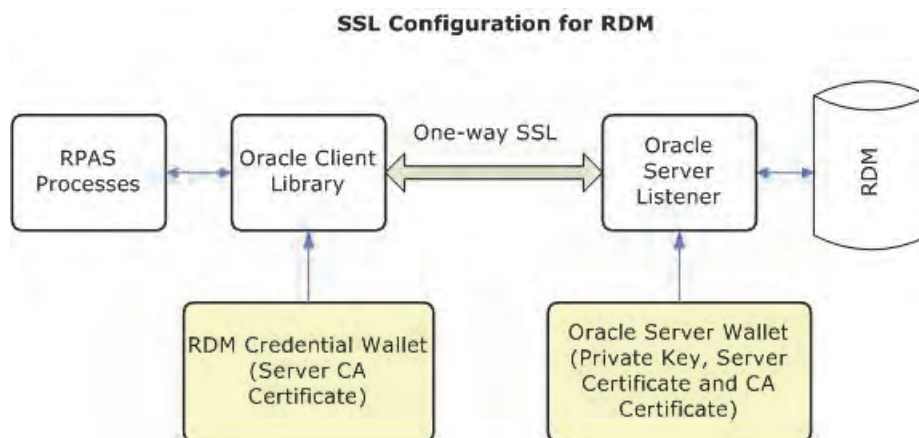 SSL Configuration for RDM
RPAS
Processes
Oracle Client
Library
One-way SSL
Oracle
Server
Listener
RDM
RDM Credential Wallet
(Server CA
Certificate)
Oracle Server Wallet
(Private Key, Server
Certificate and CA
Certificate)